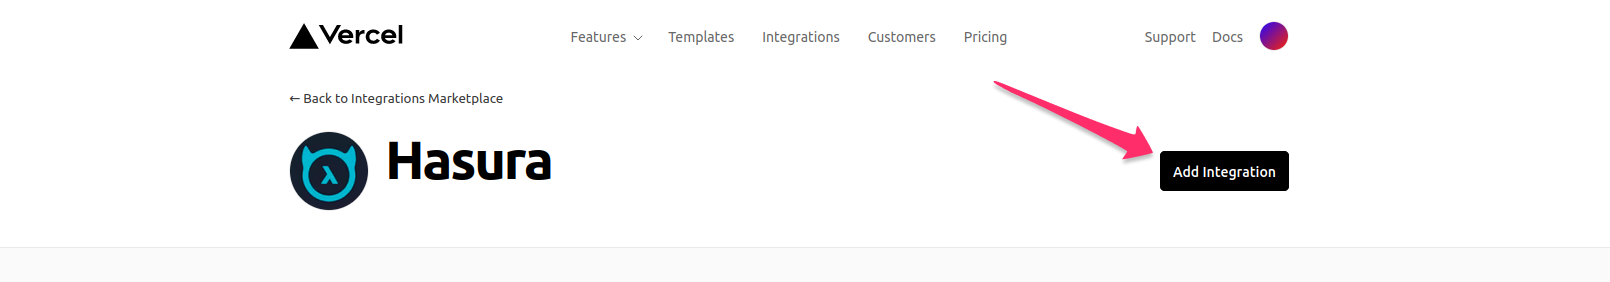 Vercel
Features Templates Integrations Customers Pricing Support Docs
← Back to Integrations Marketplace
Hasura
Add Integration